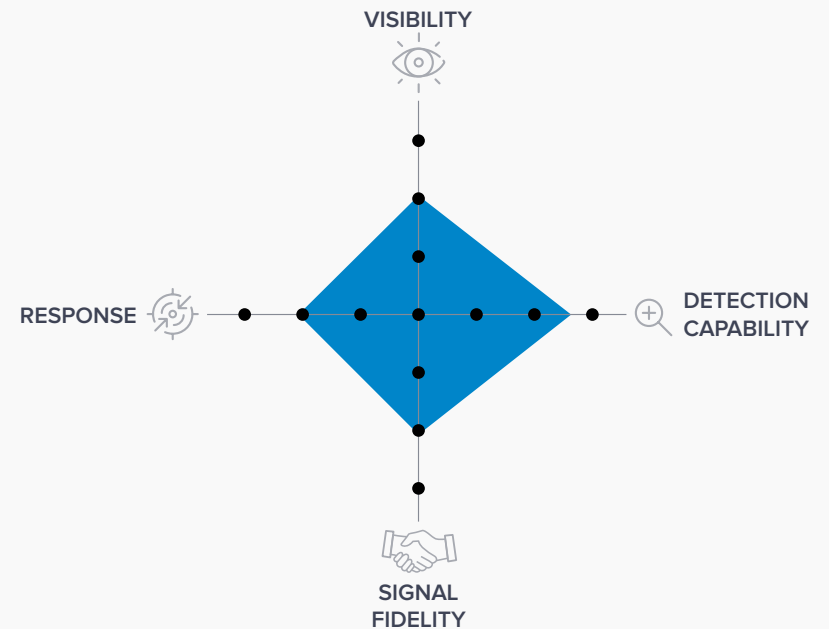 VISIBILITY
RESPONSE
DETECTION
CAPABILITY
SIGNAL
FIDELITY